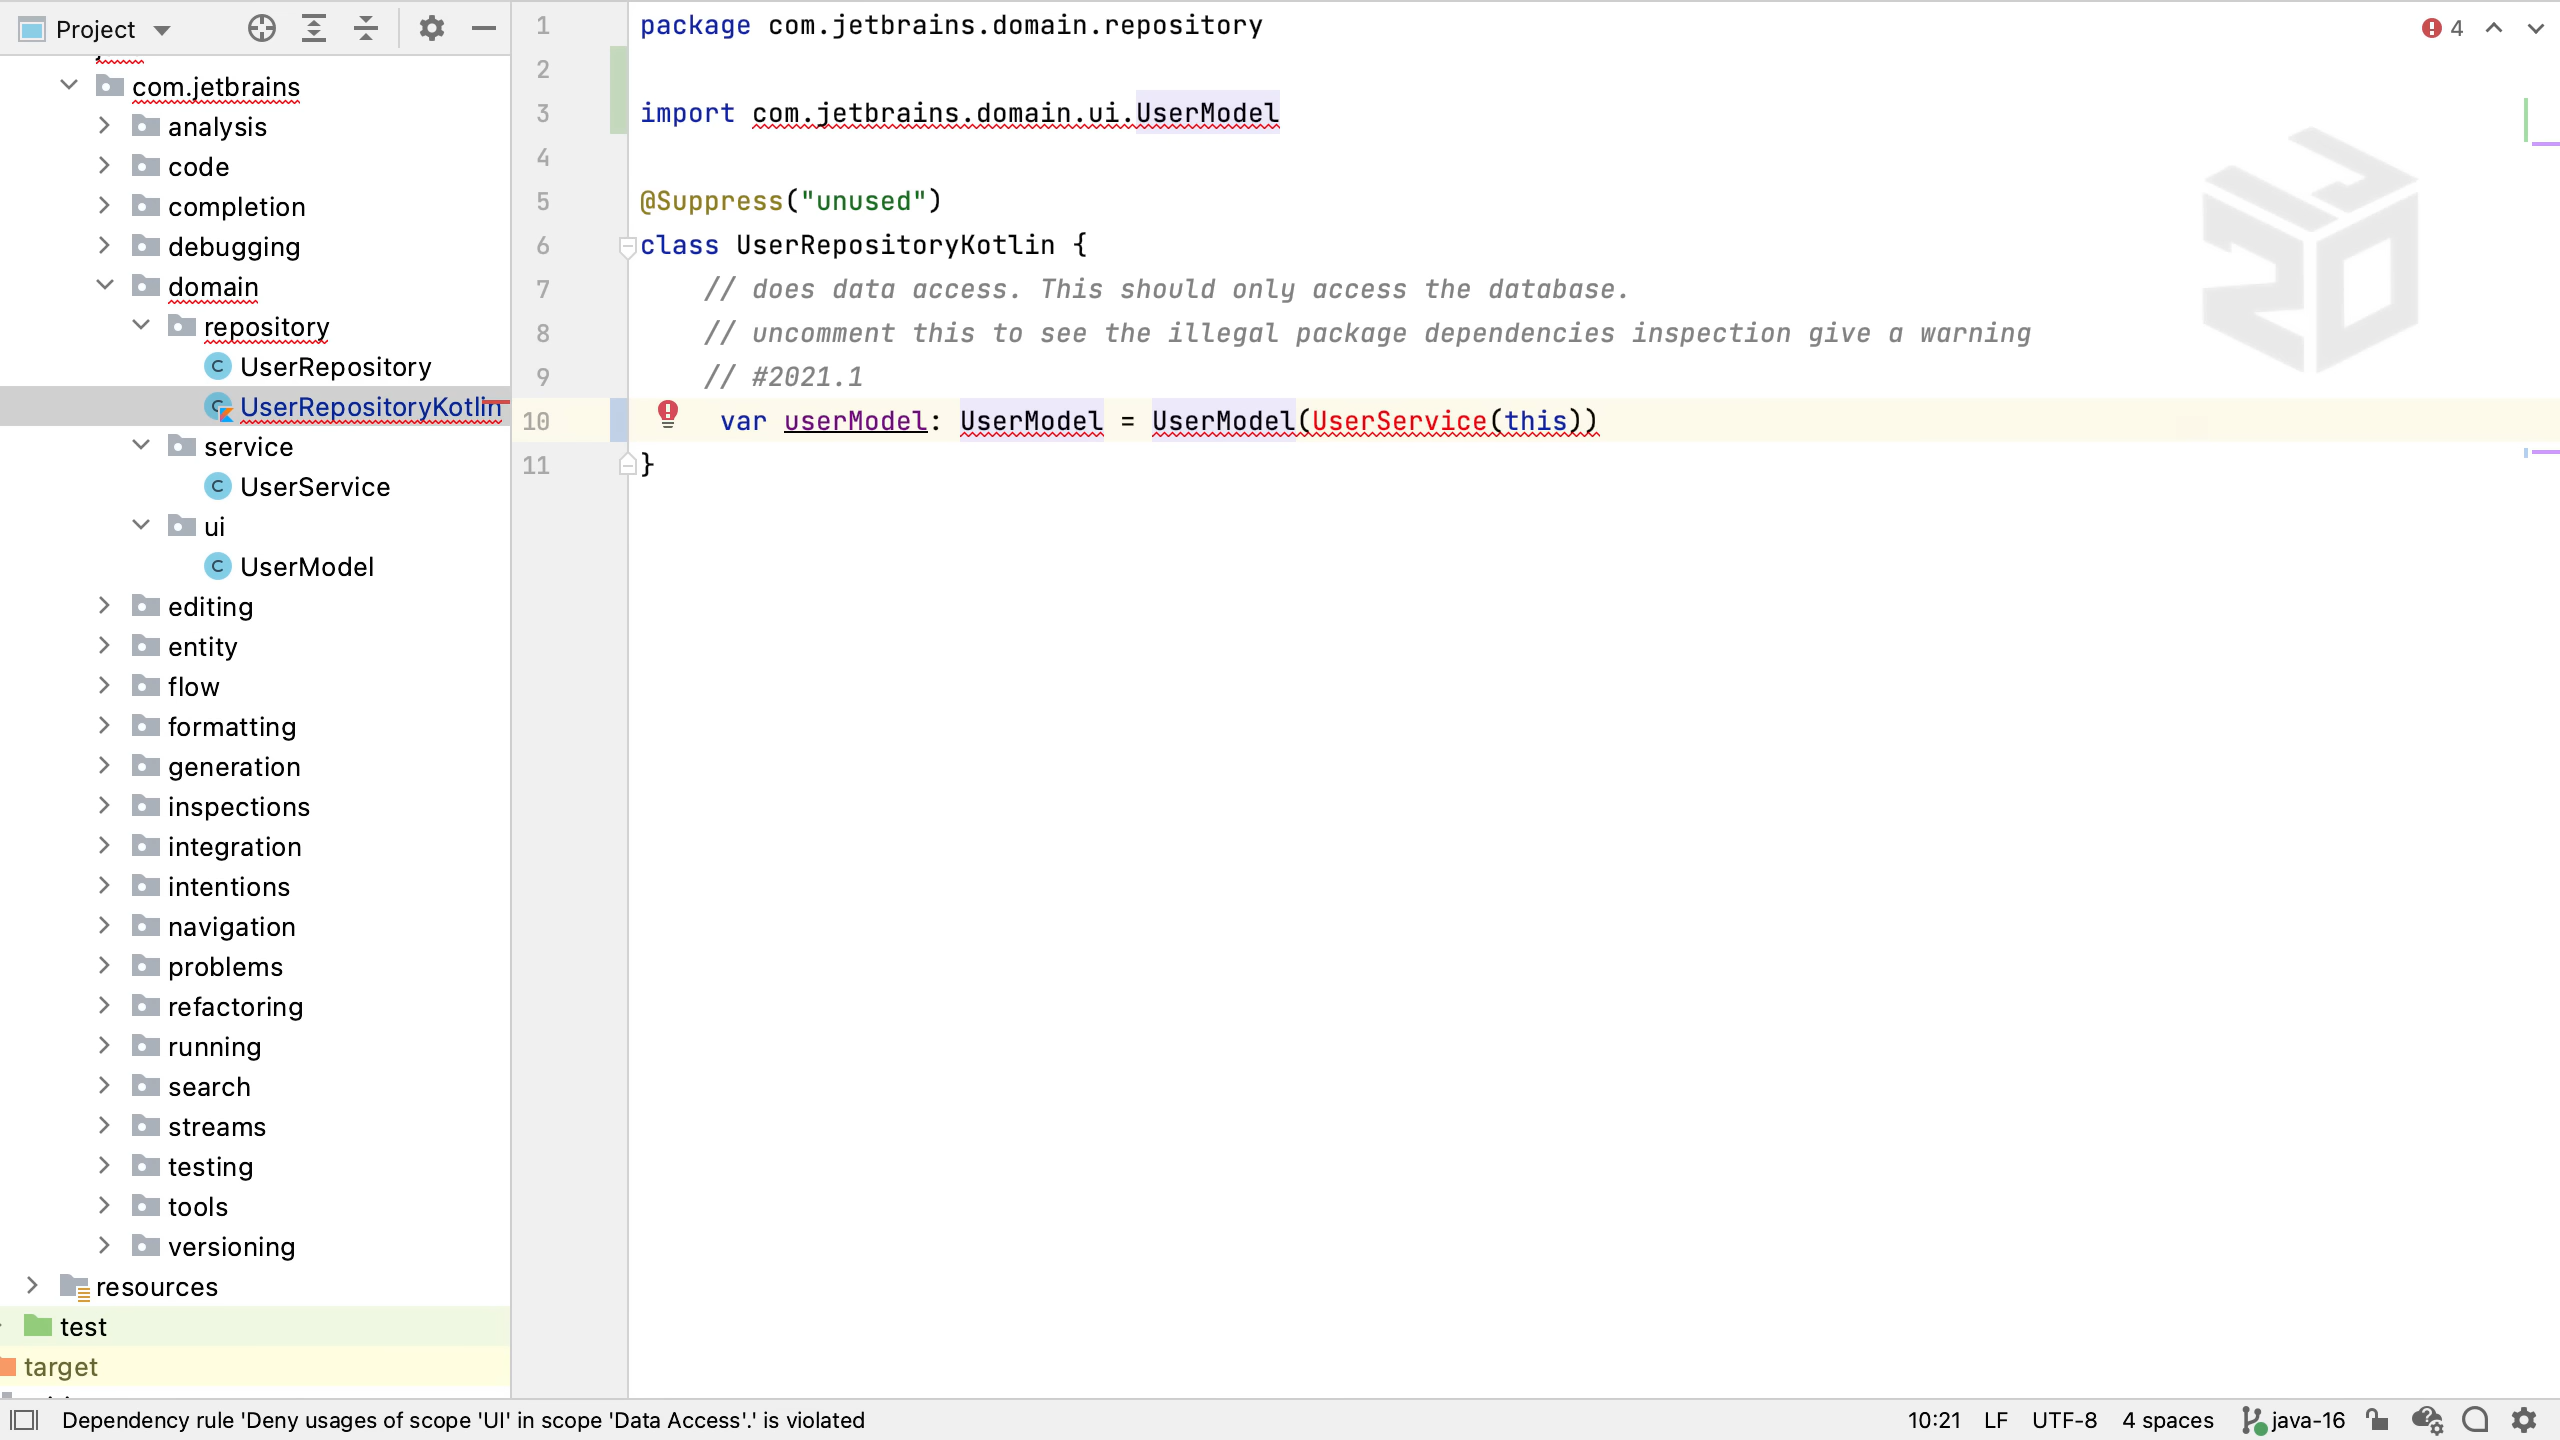 Project
4
com.jetbrains
analysis
code
completion
debugging
domain
repository
UserRepository
UserRepositoryKotlin
service
UserService
ui
UserModel
editing
entity
flow
formatting
generation
inspections
integration
intentions
navigation
problems
refactoring
running
search
streams
testing
tools
versioning
resources
test
target
1 package com.jetbrains.domain.repository
2
3 import com.jetbrains.domain.ui.UserModel
4
5 @Suppress("unused")
6 class UserRepositoryKotlin {
7 // does data access. This should only access the database.
8 // uncomment this to see the illegal package dependencies inspection give a warning
9 // #2021.1
10 var userModel: UserModel = UserModel(UserService(this))
11 }
IJ
20
Dependency rule 'Deny usages of scope 'UI' in scope 'Data Access'.' is violated
10:21 LF UTF-8 4 spaces java-16